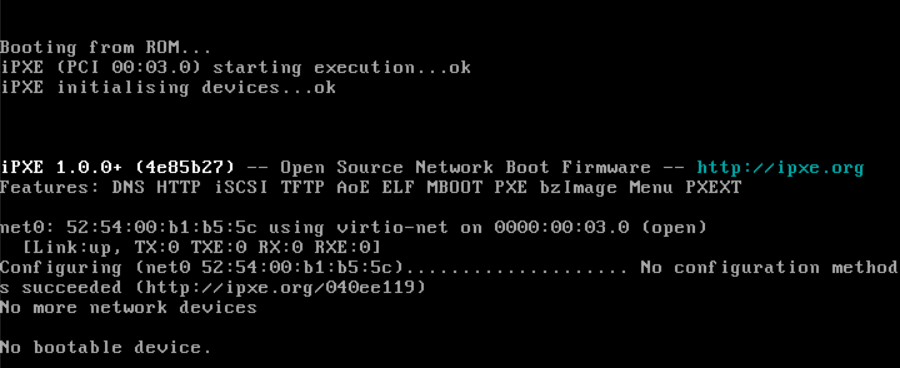 Booting from ROM...
iPXE (PCI 00:03.0) starting execution...ok
iPXE initialising devices...ok
iPXE 1.0.0+ (4e85b27) -- Open Source Network Boot Firmware -- http://ipxe.org
Features: DNS HTTP iSCSI TFTP AoE ELF MBOOT PXE bzImage Menu PXEXT
net0: 52:54:00:b1:b5:5c using virtio-net on 0000:00:03.0 (open)
[Link:up, TX:0 TXE:0 RX:0 RXE:0]
Configuring (net0 52:54:00:b1:b5:5c)................... No configuration method
s succeeded (http://ipxe.org/040ee119)
No more network devices
No bootable device.